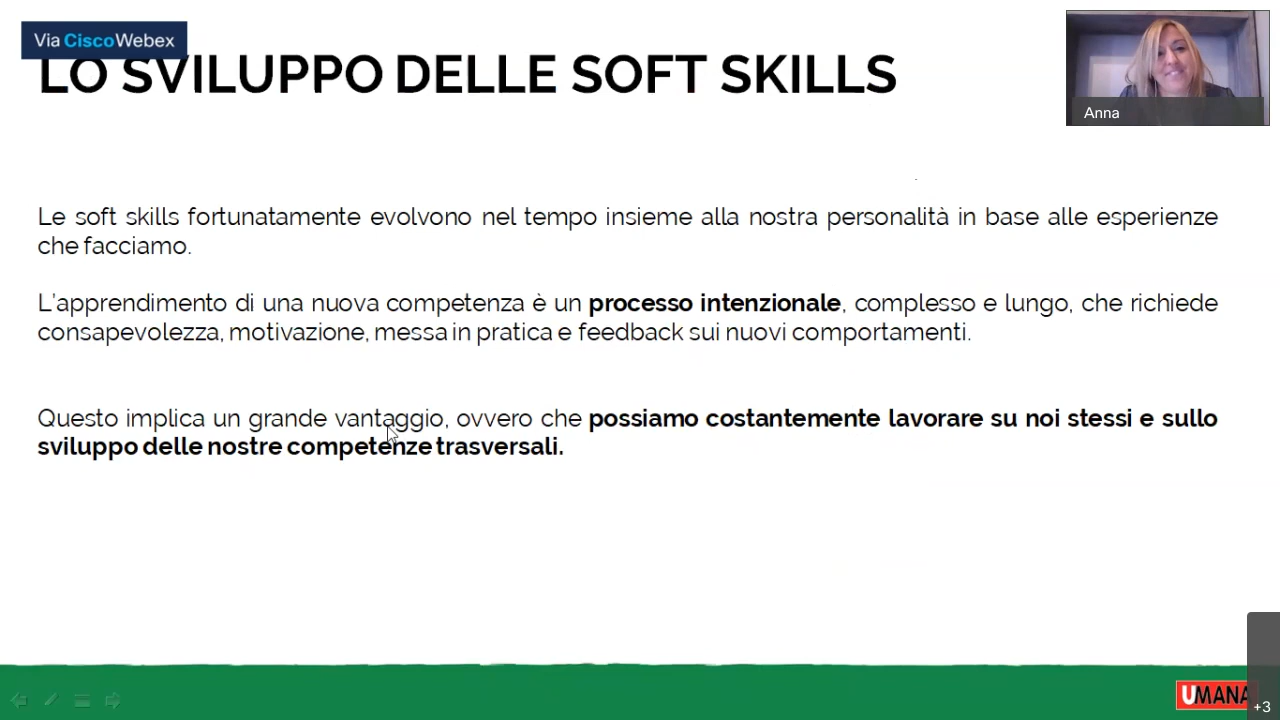 Via CiscoWebex
LO SVILUPPO DELLE SOFT SKILLS
Anna
Le soft skills fortunatamente evolvono nel tempo insieme alla nostra personalità in base alle esperienze
che facciamo.
L'apprendimento di una nuova competenza è un processo intenzionale, complesso e lungo, che richiede
consapevolezza, motivazione, messa in pratica e feedback sui nuovi comportamenti.
Questo implica un grande vantaggio, ovvero che possiamo costantemente lavorare su noi stessi e sullo
sviluppo delle nostre competenze trasversali.
UMANA
+3